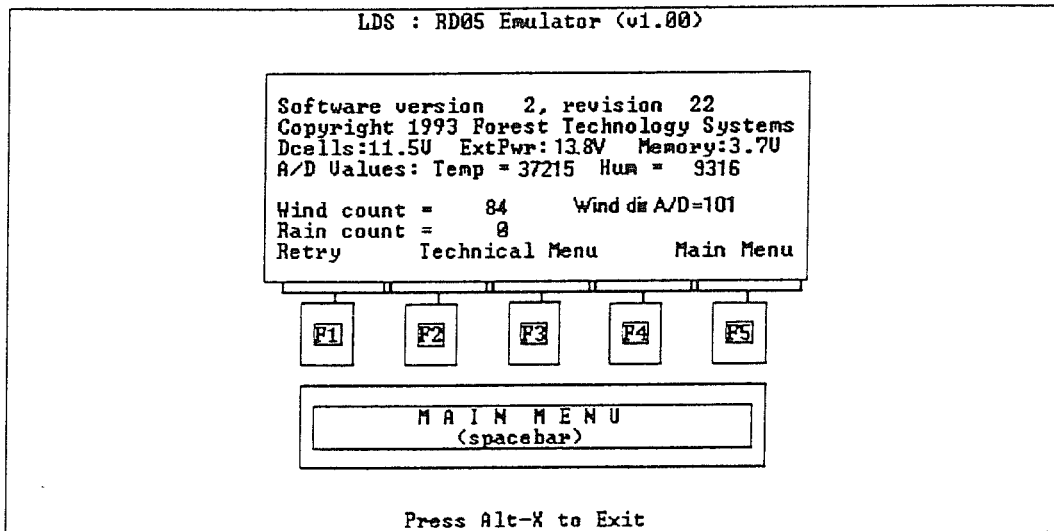 LDS : RD05 Emulator (v1.00)
Software version 2, revision 22
Copyright 1993 Forest Technology Systems
Dcells:11.5V ExtPwr: 13.8V Memory:3.7V
A/D Values: Temp = 37215 Hum = 9316
Wind count = 84 Wind dir A/D=101
Rain count = 0
Retry Technical Menu Main Menu
F1 F2 F3 F4 F5
M A I N M E N U
(spacebar)
Press Alt-X to Exit